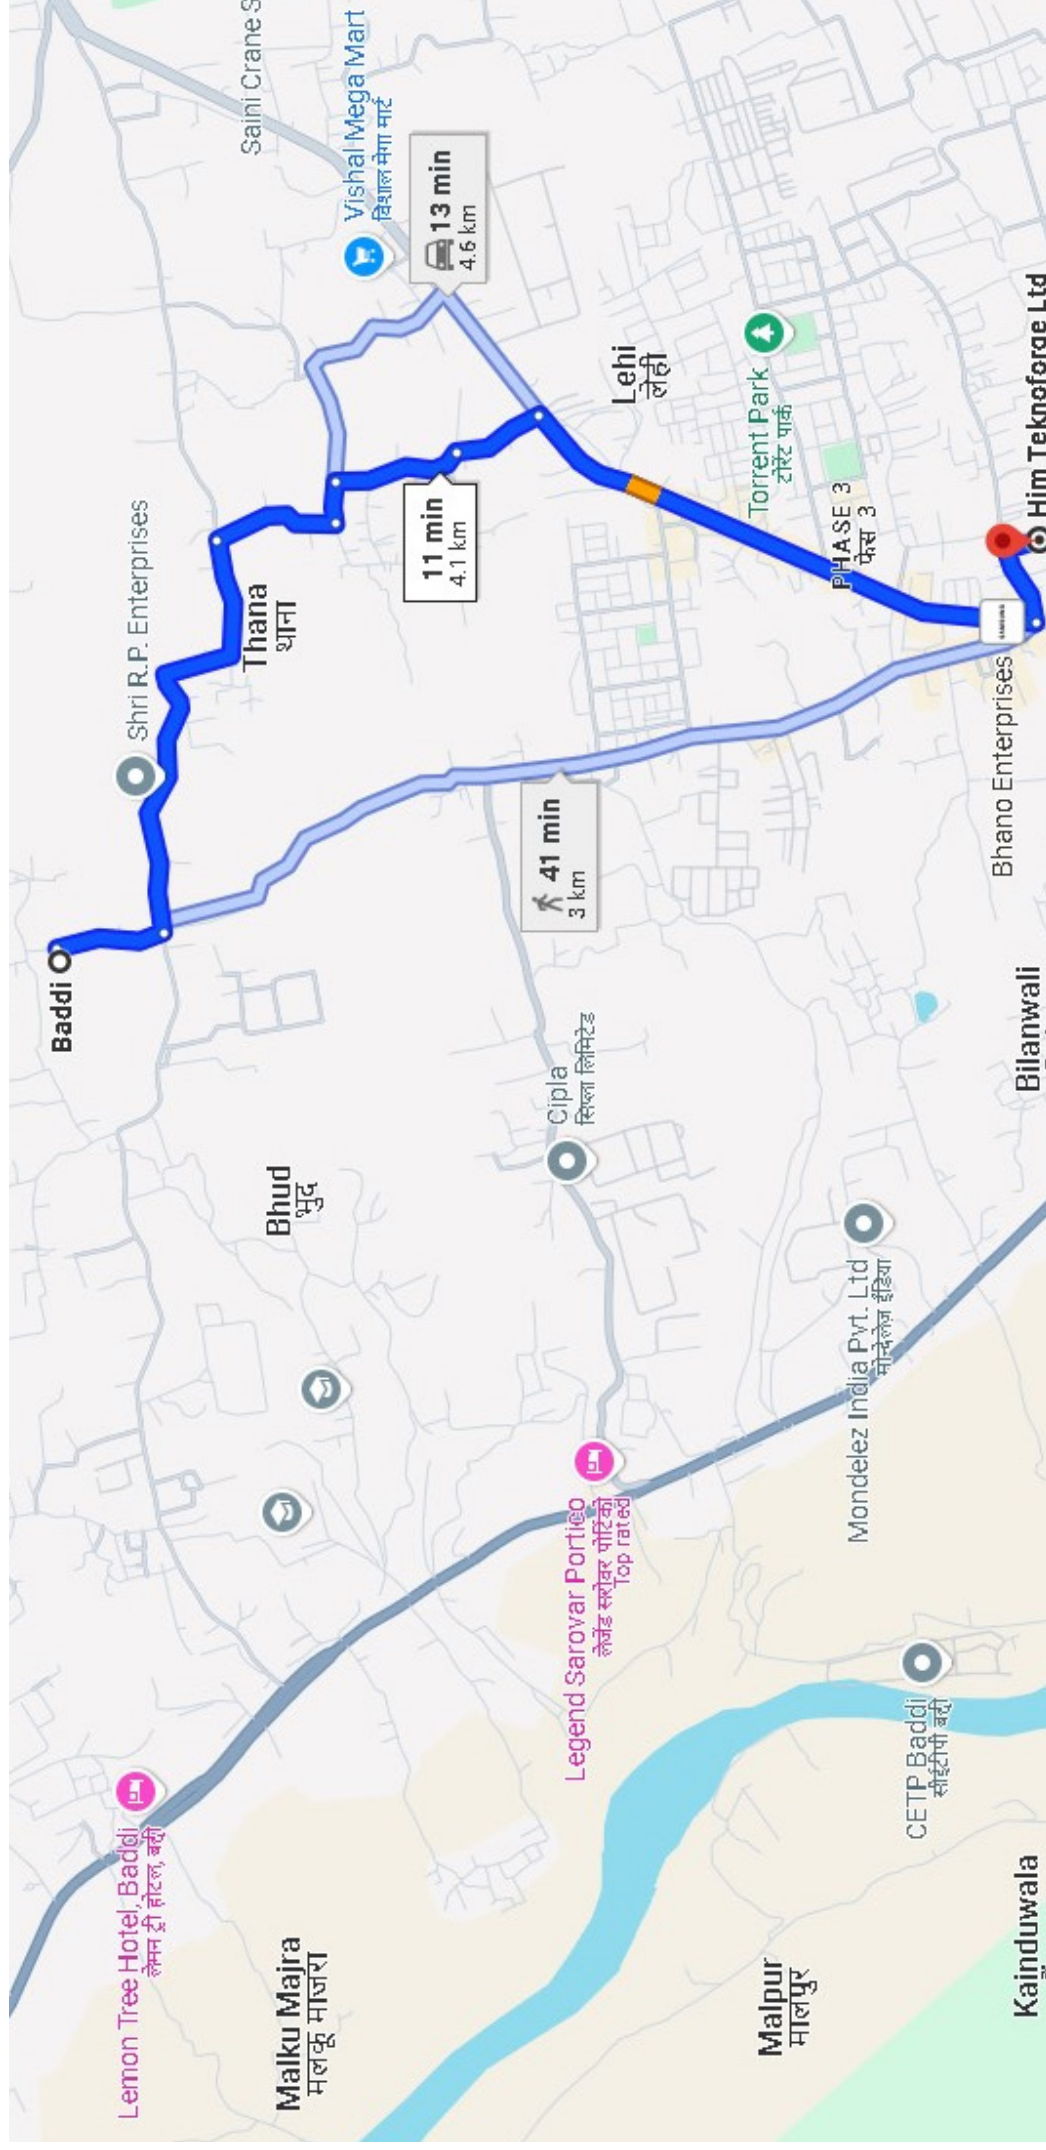 Baddi
Lemon Tree Hotel, Baddi
लेमन ट्री होटल, बद्दी
Shri R.P. Enterprises
Saini Crane S
Thana
थाना
Bhud
भुद
Malku Majra
मलकू माजरा
Vishal Mega Mart
विशाल मेगा मार्ट
11 min
4.1 km
13 min
4.6 km
41 min
3 km
Cipla
सिप्ला लिमिटेड
Legend Sarovar Portico
लेजेंड सरोवर पोर्टिको
Top rated
Lehi
लेही
Torrent Park
टोरेंट पार्क
Malpur
मालपुर
PHASE 3
फेस 3
Mondelez India Pvt. Ltd
मोन्देलेज़ इंडिया
CETP Baddi
सीईटीपी बद्दी
Bhano Enterprises
SAMSUNG
Kainduwala
Bilanwali
Him Teknoforge Ltd